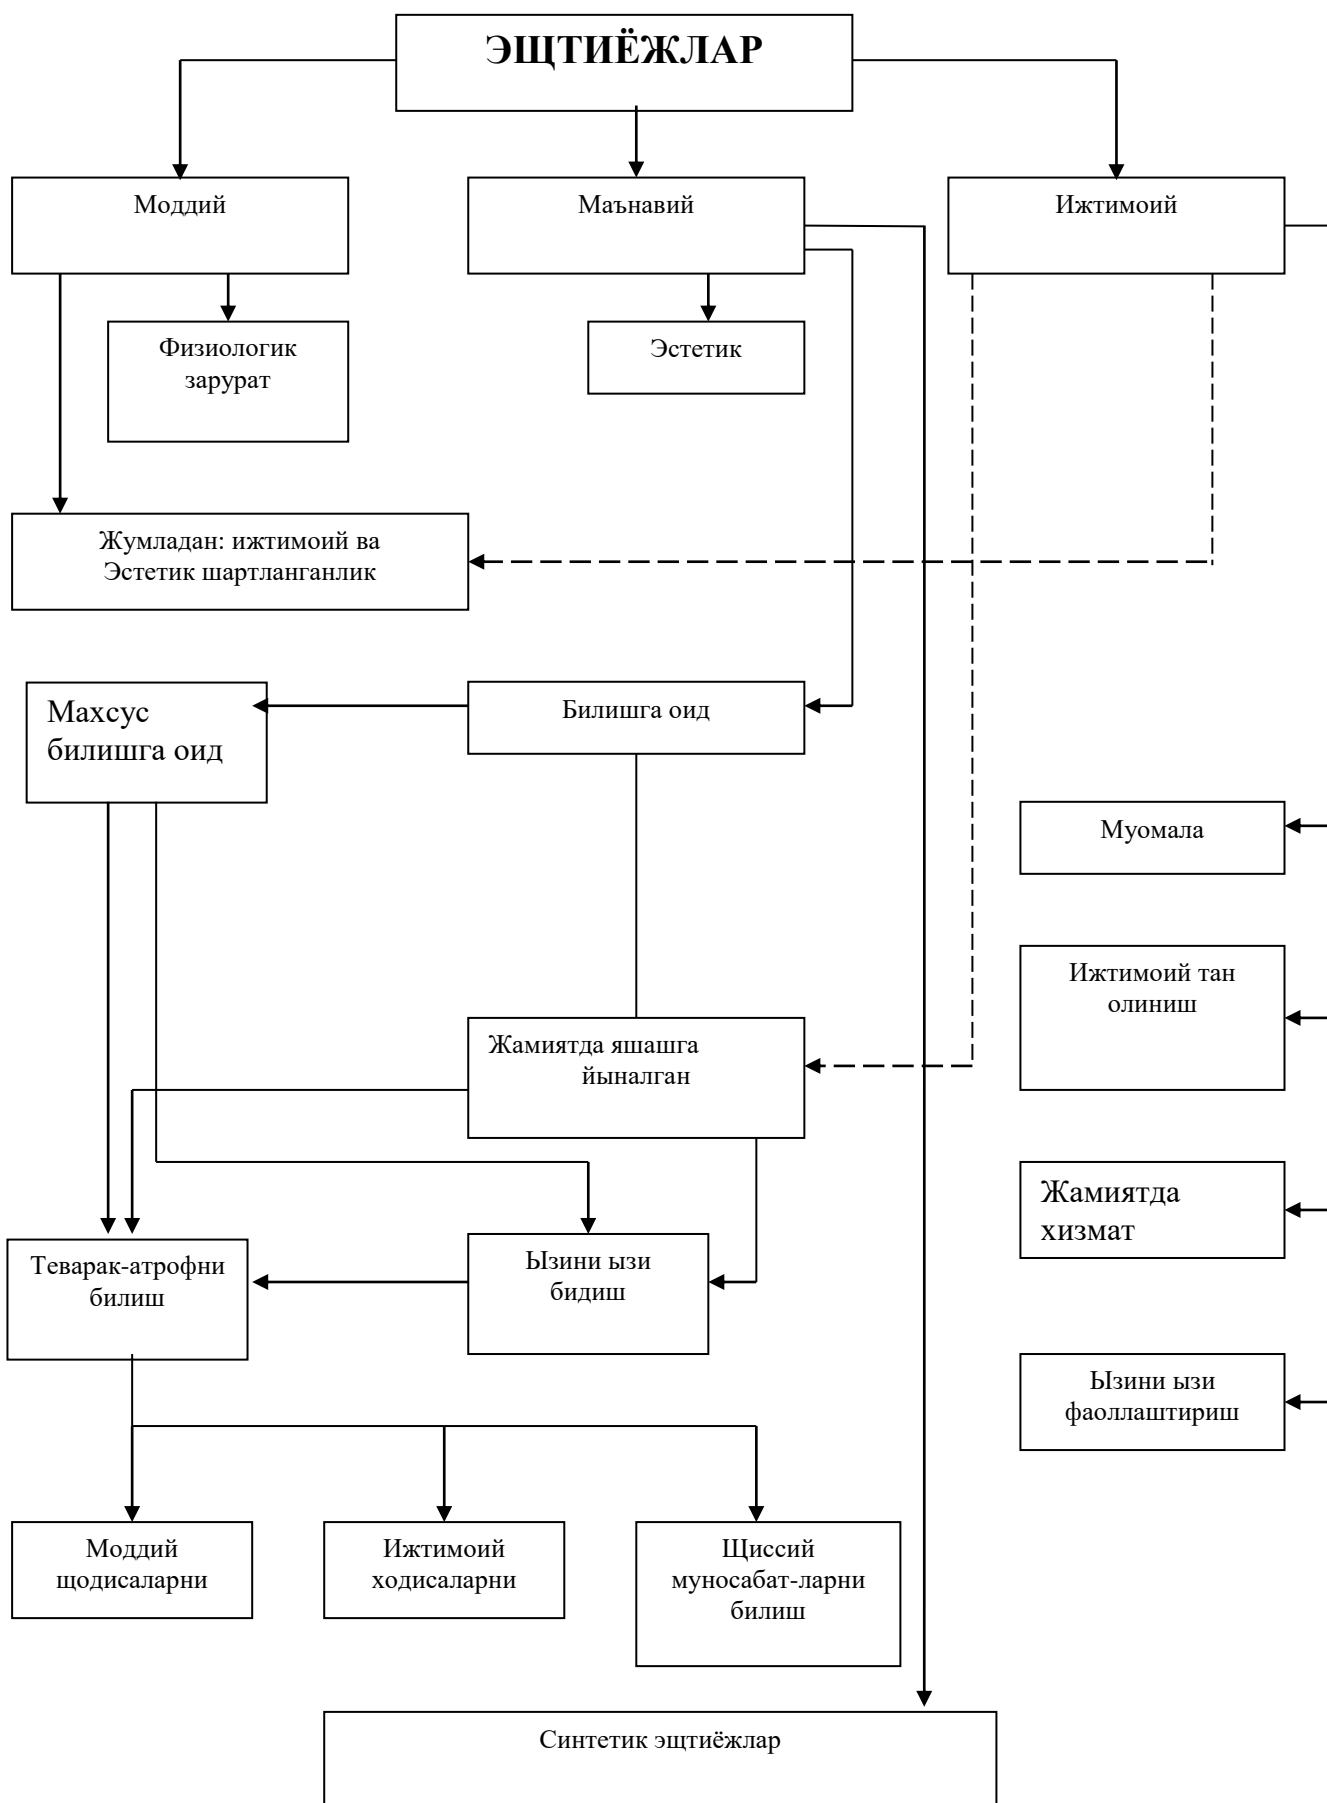 ЭЩТИЁЖЛАР
Моддий
Маънавий
Ижтимоий
Физиологик
зарурат
Эстетик
Жумладан: ижтимоий ва
Эстетик шартланганлик
Махсус
билишга оид
Билишга оид
Муомала
Ижтимоий тан
олиниш
Жамиятда яшашга
йыналган
Жамиятда
хизмат
Теварак-атрофни
билиш
Ызини ызи
бидиш
Ызини ызи
фаоллаштириш
Моддий
щодисаларни
Ижтимоий
ходисаларни
Щиссий
муносабат-ларни
билиш
Синтетик эщтиёжлар